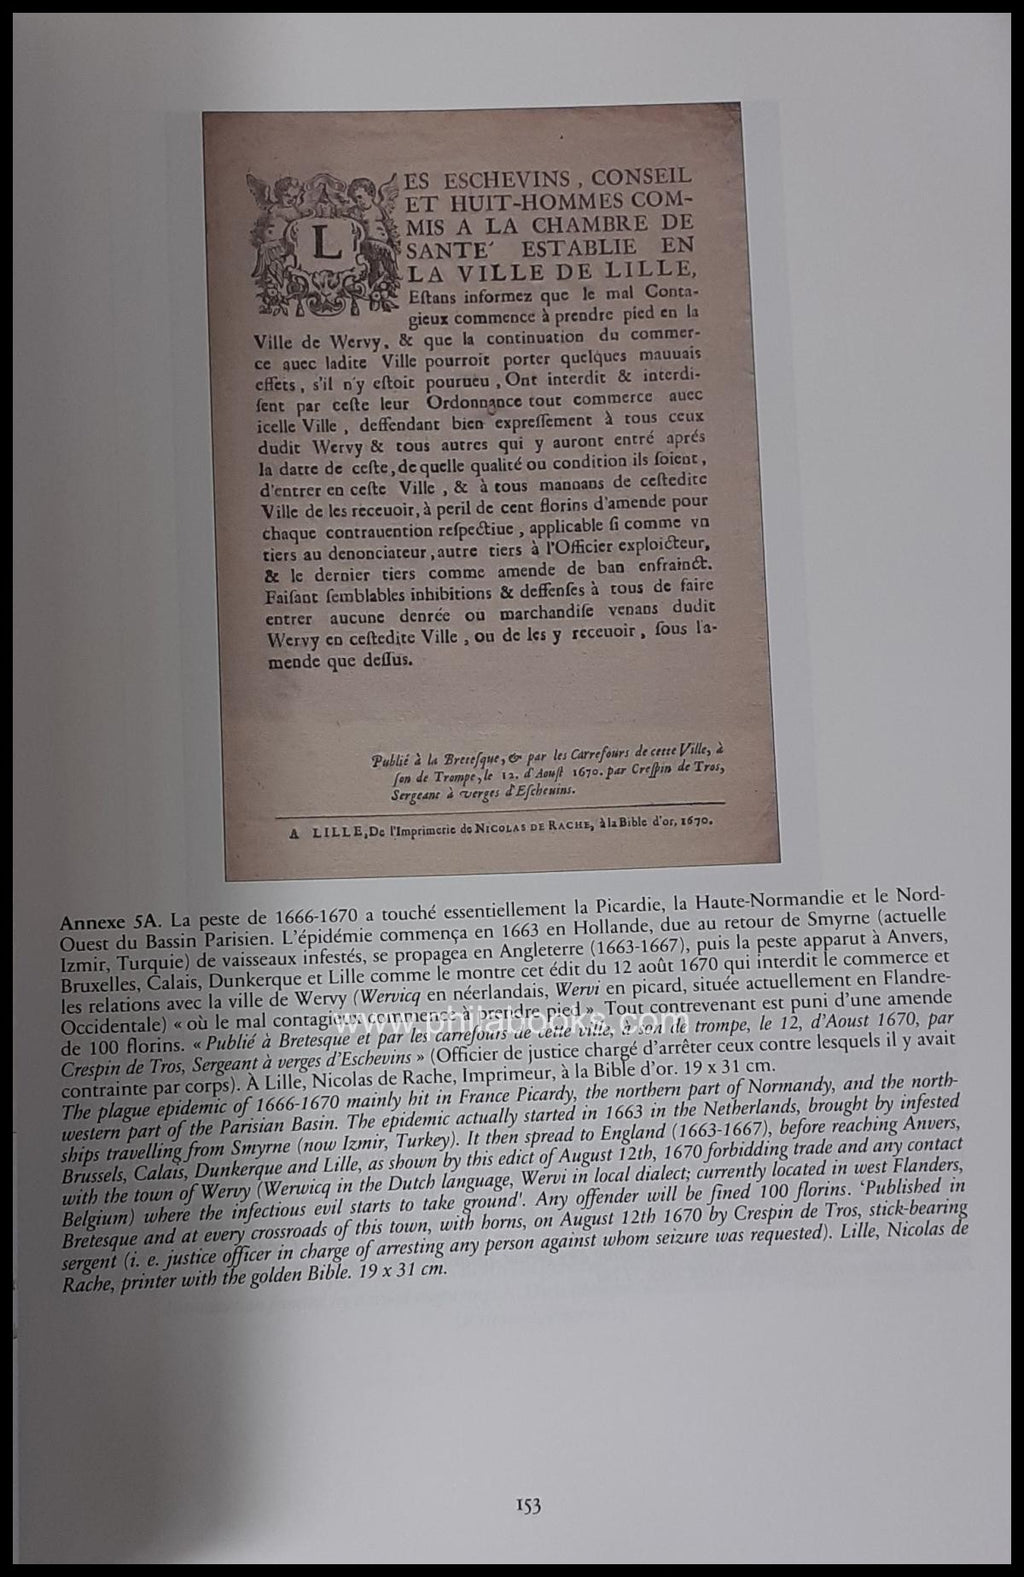 LES ESCHEVINS, CONSEIL
ET HUIT-HOMMES COM-
MIS A LA CHAMBRE DE
SANTE´ ESTABLIE EN
LA VILLE DE LILLE,
Eſtans informez que le mal Conta-
gieux commence à prendre pied en la
Ville de Wervy, & que la continuation du commer-
ce auec ladite Ville pourroit porter quelques mauuais
effets, s'il n'y eſtoit pourueu, Ont interdit & interdi-
ſent par ceſte leur Ordonnance tout commerce auec
icelle Ville, deffendant bien expreſſement à tous ceux
dudit Wervy & tous autres qui y auront entré aprés
la datte de ceſte, de quelle qualité ou condition ils ſoient,
d'entrer en ceſte Ville, & à tous manoans de ceſtedite
Ville de les receuoir, à peril de cent florins d'amende pour
chaque contrauention reſpectiue, applicable ſi comme vn
tiers au denonciateur, autre tiers à l'Officier exploicteur,
& le dernier tiers comme amende de ban enfrainct.
Faiſant ſemblables inhibitions & deffenſes à tous de faire
entrer aucune denrée ou marchandiſe venans dudit
Wervy en ceſtedite Ville, ou de les y receuoir, ſous l'a-
mende que deſſus.
Publié à la Breteſque, & par les Carrefours de cette Ville, à
ſon de Trompe, le 12. d'Aouſt 1670. par Creſpin de Tros,
Sergeant à verges d'Eſcheuins.
A LILLE, De l'Imprimerie de NICOLAS DE RACHE, à la Bible d'or, 1670.
Annexe 5A. La peste de 1666-1670 a touché essentiellement la Picardie, la Haute-Normandie et le Nord-
Ouest du Bassin Parisien. L'épidémie commença en 1663 en Hollande, due au retour de Smyrne (actuelle
Izmir, Turquie) de vaisseaux infestés, se propagea en Angleterre (1663-1667), puis la peste apparut à Anvers,
Bruxelles, Calais, Dunkerque et Lille comme le montre cet édit du 12 août 1670 qui interdit le commerce et
les relations avec la ville de Wervy (Wervicq en néerlandais, Wervi en picard, située actuellement en Flandre-
Occidentale) « où le mal contagieux commence à prendre pied ». Tout contrevenant est puni d'une amende
de 100 florins. « Publié à Bretesque et par les carrefours de cette ville, à son de trompe, le 12, d'Aoust 1670, par
Crespin de Tros, Sergeant à verges d'Eschevins » (Officier de justice chargé d'arrêter ceux contre lesquels il y avait
contrainte par corps). À Lille, Nicolas de Rache, Imprimeur, à la Bible d'or. 19 x 31 cm.
The plague epidemic of 1666-1670 mainly hit in France Picardy, the northern part of Normandy, and the north-
western part of the Parisian Basin. The epidemic actually started in 1663 in the Netherlands, brought by infested
ships travelling from Smyrne (now Izmir, Turkey). It then spread to England (1663-1667), before reaching Anvers,
Brussels, Calais, Dunkerque and Lille, as shown by this edict of August 12th, 1670 forbidding trade and any contact
with the town of Wervy (Werwicq in the Dutch language, Wervi in local dialect; currently located in west Flanders,
Belgium) where the infectious evil starts to take ground'. Any offender will be fined 100 florins. 'Published in
Bretesque and at every crossroads of this town, with horns, on August 12th 1670 by Crespin de Tros, stick-bearing
sergent (i. e. justice officer in charge of arresting any person against whom seizure was requested). Lille, Nicolas de
Rache, printer with the golden Bible. 19 x 31 cm.
www.philabooks.com
153